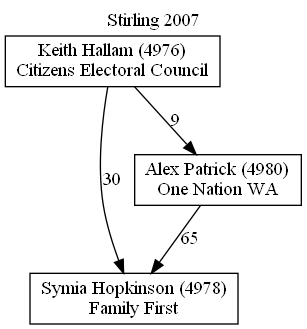 Stirling 2007
Keith Hallam (4976)
Citizens Electoral Council
9
Alex Patrick (4980)
One Nation WA
30
65
Symia Hopkinson (4978)
Family First